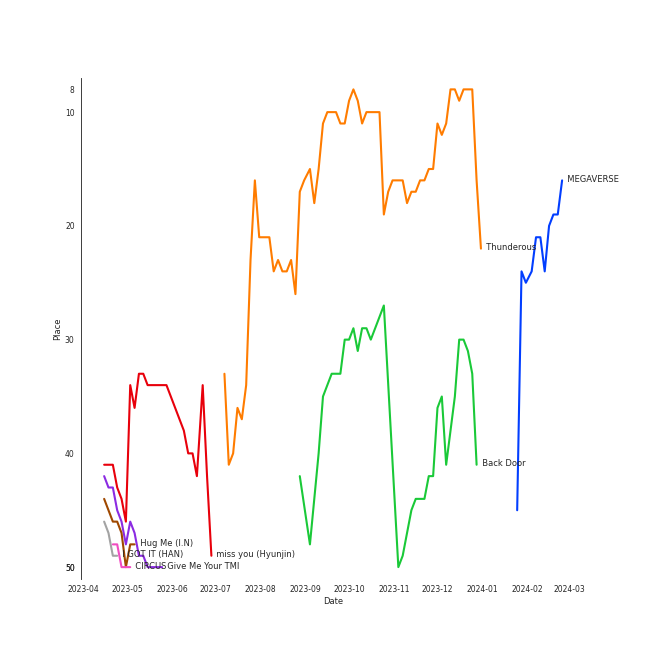 8
10
MEGAVERSE
20
Thunderous
Place
30
40
Back Door
Hug Me (I.N)
GOT IT (HAN)
miss you (Hyunjin)
50
CIRCUS
Give Me Your TMI
2023-04
2023-05
2023-06
2023-07
2023-08
2023-09
2023-10
2023-11
2023-12
2024-01
2024-02
2024-03
Date